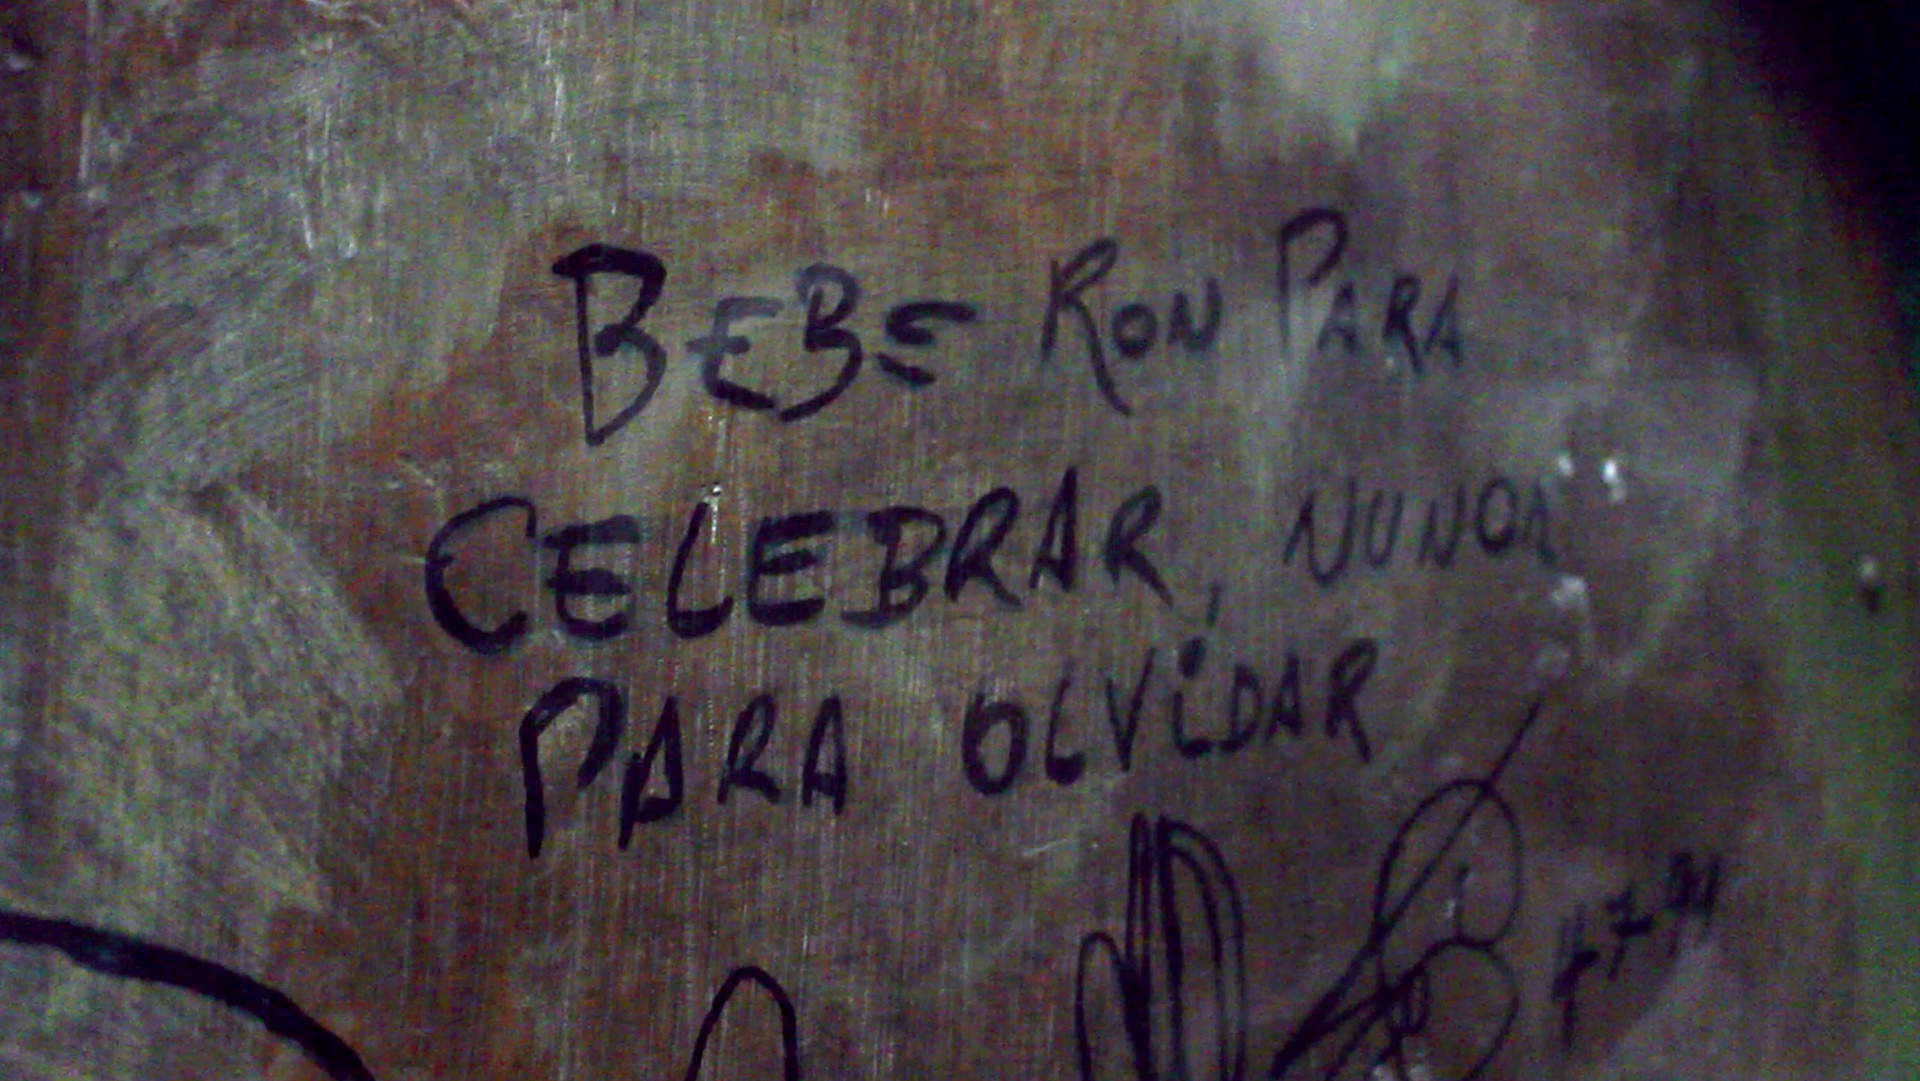 BEBE RON PARA
CELEBRAR, NUNCA
PARA OLVIDAR